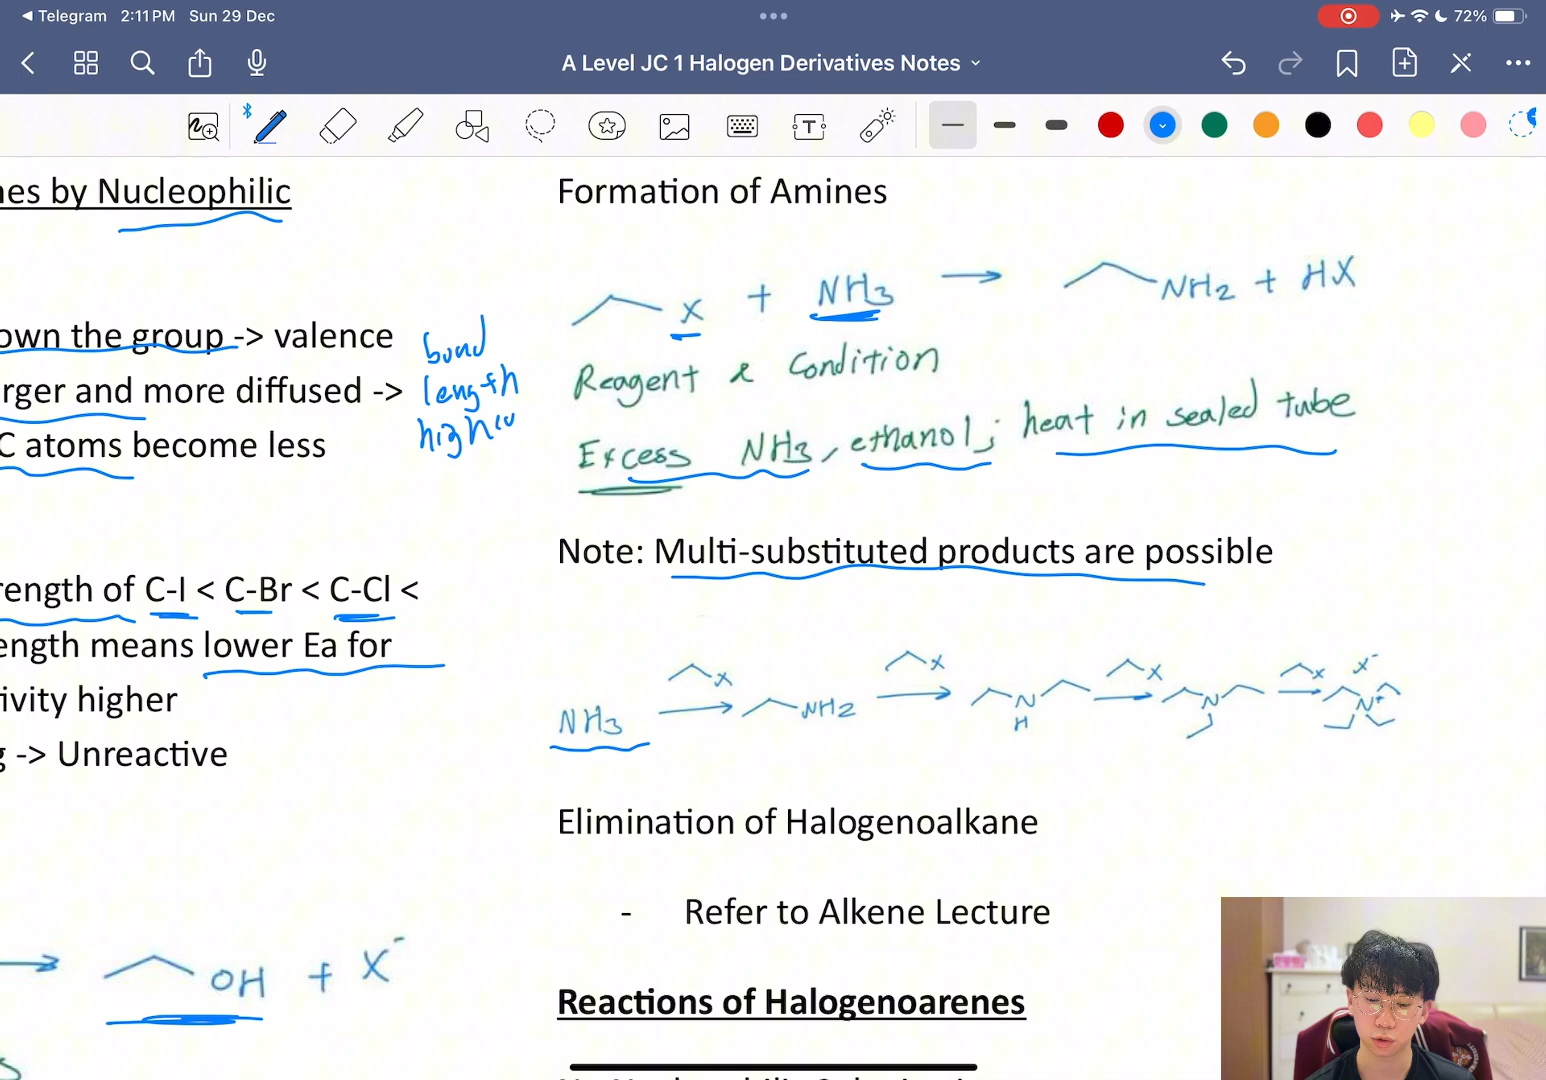 Telegram 2:11 PM Sun 29 Dec
72%
A Level JC 1 Halogen Derivatives Notes
nes by Nucleophilic
own the group -> valence
rger and more diffused ->
C atoms become less
bond
length
higher
rength of C-I < C-Br < C-Cl <
ength means lower Ea for
ivity higher
g -> Unreactive
OH + X⁻
Formation of Amines
X + NH3 → NH2 + HX
Reagent & Condition
Excess NH3, ethanol; heat in sealed tube
Note: Multi-substituted products are possible
X X X X X⁻
NH3 → NH2 → N → N → N⁺
H
Elimination of Halogenoalkane
- Refer to Alkene Lecture
Reactions of Halogenoarenes